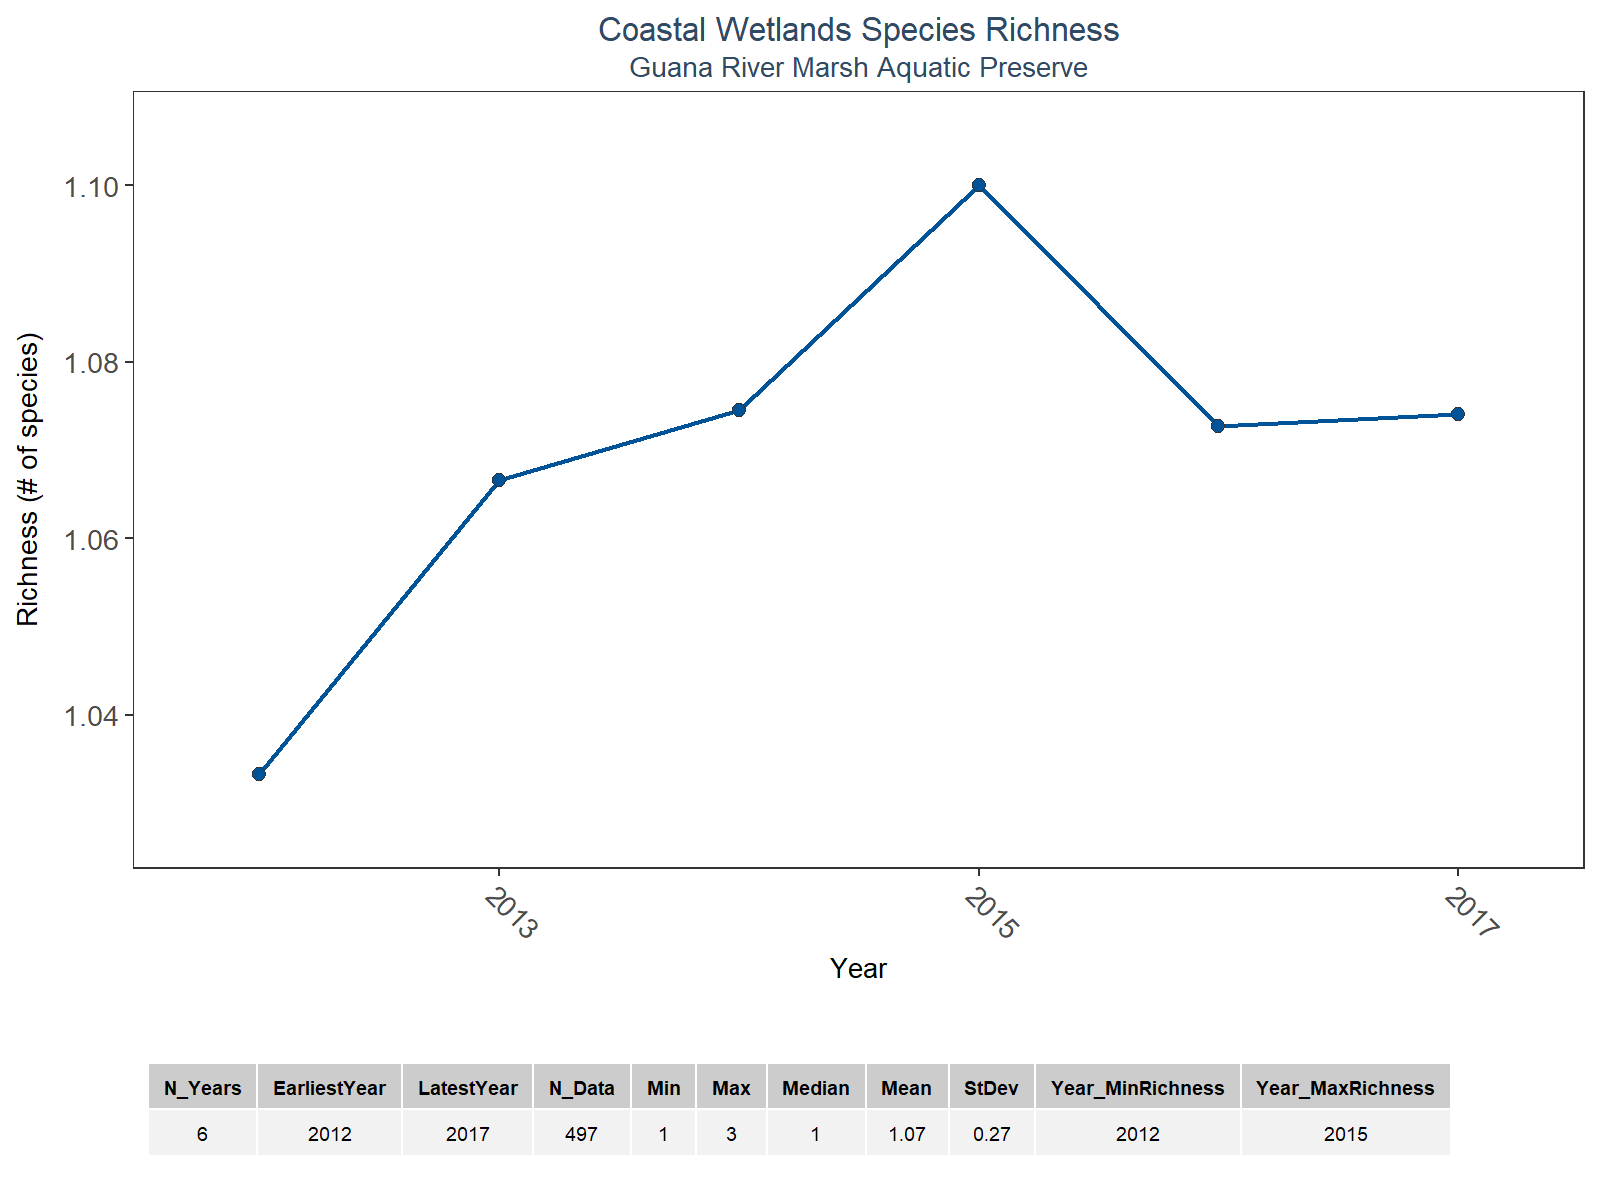 Coastal Wetlands Species Richness
Guana River Marsh Aquatic Preserve
Richness (# of species)
1.10
1.08
1.06
1.04
2013 2015 2017
Year
N_Years EarliestYear LatestYear N_Data Min Max Median Mean StDev Year_MinRichness Year_MaxRichness
6 2012 2017 497 1 3 1 1.07 0.27 2012 2015